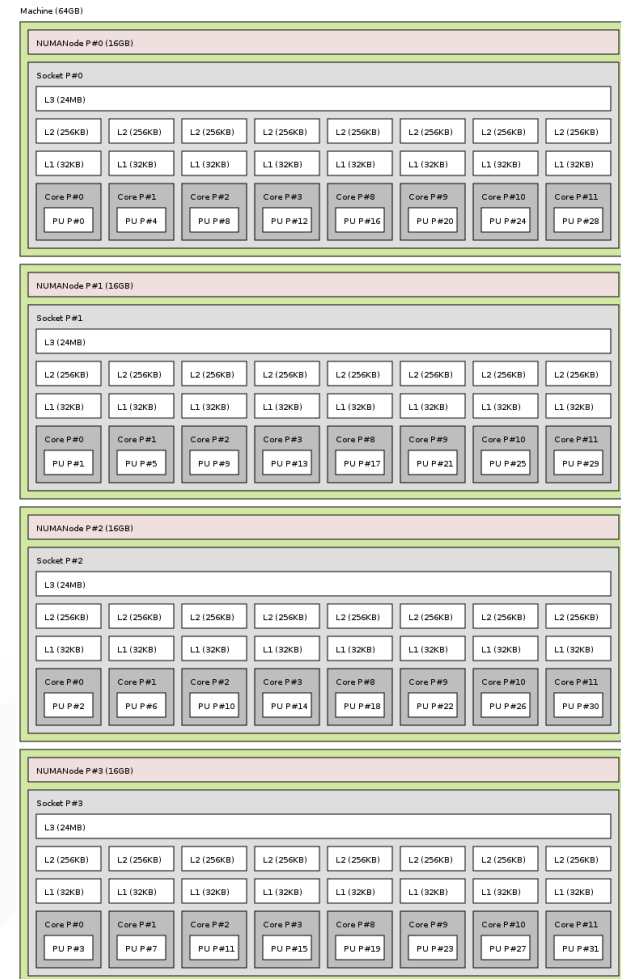 Machine (64GB)
NUMANode P#0 (16GB)
Socket P#0
L3 (24MB)
L2 (256KB) L2 (256KB) L2 (256KB) L2 (256KB) L2 (256KB) L2 (256KB) L2 (256KB) L2 (256KB)
L1 (32KB) L1 (32KB) L1 (32KB) L1 (32KB) L1 (32KB) L1 (32KB) L1 (32KB) L1 (32KB)
Core P#0 Core P#1 Core P#2 Core P#3 Core P#8 Core P#9 Core P#10 Core P#11
PU P#0 PU P#4 PU P#8 PU P#12 PU P#16 PU P#20 PU P#24 PU P#28
NUMANode P#1 (16GB)
Socket P#1
L3 (24MB)
L2 (256KB) L2 (256KB) L2 (256KB) L2 (256KB) L2 (256KB) L2 (256KB) L2 (256KB) L2 (256KB)
L1 (32KB) L1 (32KB) L1 (32KB) L1 (32KB) L1 (32KB) L1 (32KB) L1 (32KB) L1 (32KB)
Core P#0 Core P#1 Core P#2 Core P#3 Core P#8 Core P#9 Core P#10 Core P#11
PU P#1 PU P#5 PU P#9 PU P#13 PU P#17 PU P#21 PU P#25 PU P#29
NUMANode P#2 (16GB)
Socket P#2
L3 (24MB)
L2 (256KB) L2 (256KB) L2 (256KB) L2 (256KB) L2 (256KB) L2 (256KB) L2 (256KB) L2 (256KB)
L1 (32KB) L1 (32KB) L1 (32KB) L1 (32KB) L1 (32KB) L1 (32KB) L1 (32KB) L1 (32KB)
Core P#0 Core P#1 Core P#2 Core P#3 Core P#8 Core P#9 Core P#10 Core P#11
PU P#2 PU P#6 PU P#10 PU P#14 PU P#18 PU P#22 PU P#26 PU P#30
NUMANode P#3 (16GB)
Socket P#3
L3 (24MB)
L2 (256KB) L2 (256KB) L2 (256KB) L2 (256KB) L2 (256KB) L2 (256KB) L2 (256KB) L2 (256KB)
L1 (32KB) L1 (32KB) L1 (32KB) L1 (32KB) L1 (32KB) L1 (32KB) L1 (32KB) L1 (32KB)
Core P#0 Core P#1 Core P#2 Core P#3 Core P#8 Core P#9 Core P#10 Core P#11
PU P#3 PU P#7 PU P#11 PU P#15 PU P#19 PU P#23 PU P#27 PU P#31